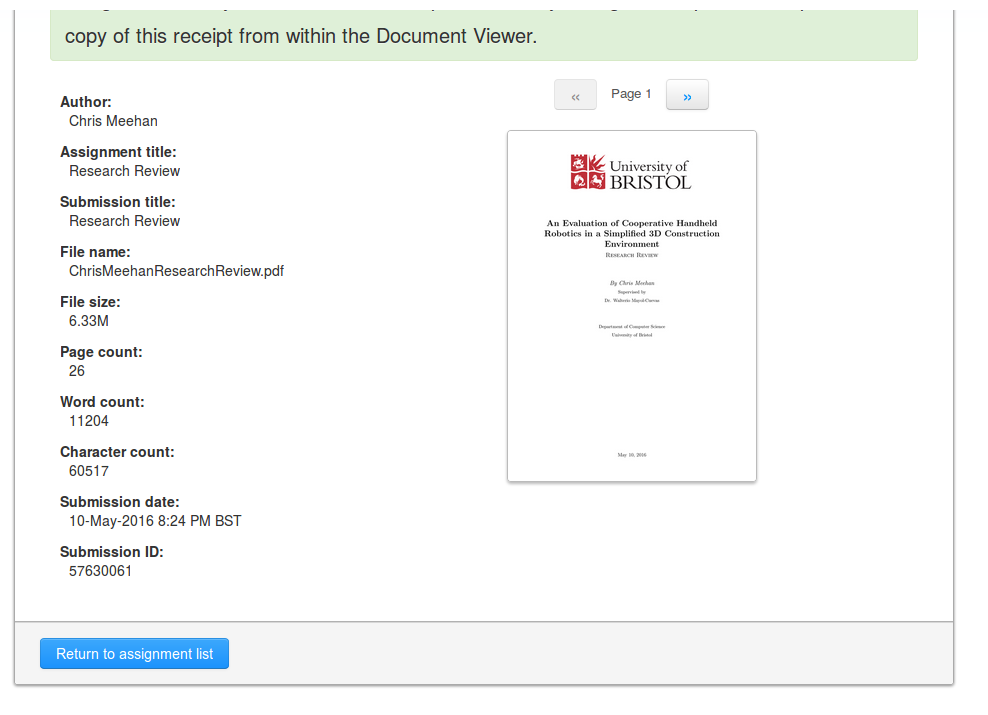 copy of this receipt from within the Document Viewer.
Author:
Chris Meehan
Assignment title:
Research Review
Submission title:
Research Review
File name:
ChrisMeehanResearchReview.pdf
File size:
6.33M
Page count:
26
Word count:
11204
Character count:
60517
Submission date:
10-May-2016 8:24 PM BST
Submission ID:
57630061
« Page 1 »
University of
BRISTOL
An Evaluation of Cooperative Handheld
Robotics in a Simplified 3D Construction
Environment
Research Review
By Chris Meehan
Supervised by
Dr. Walterio Mayol-Cuevas
Department of Computer Science
University of Bristol
May 10, 2016
Return to assignment list